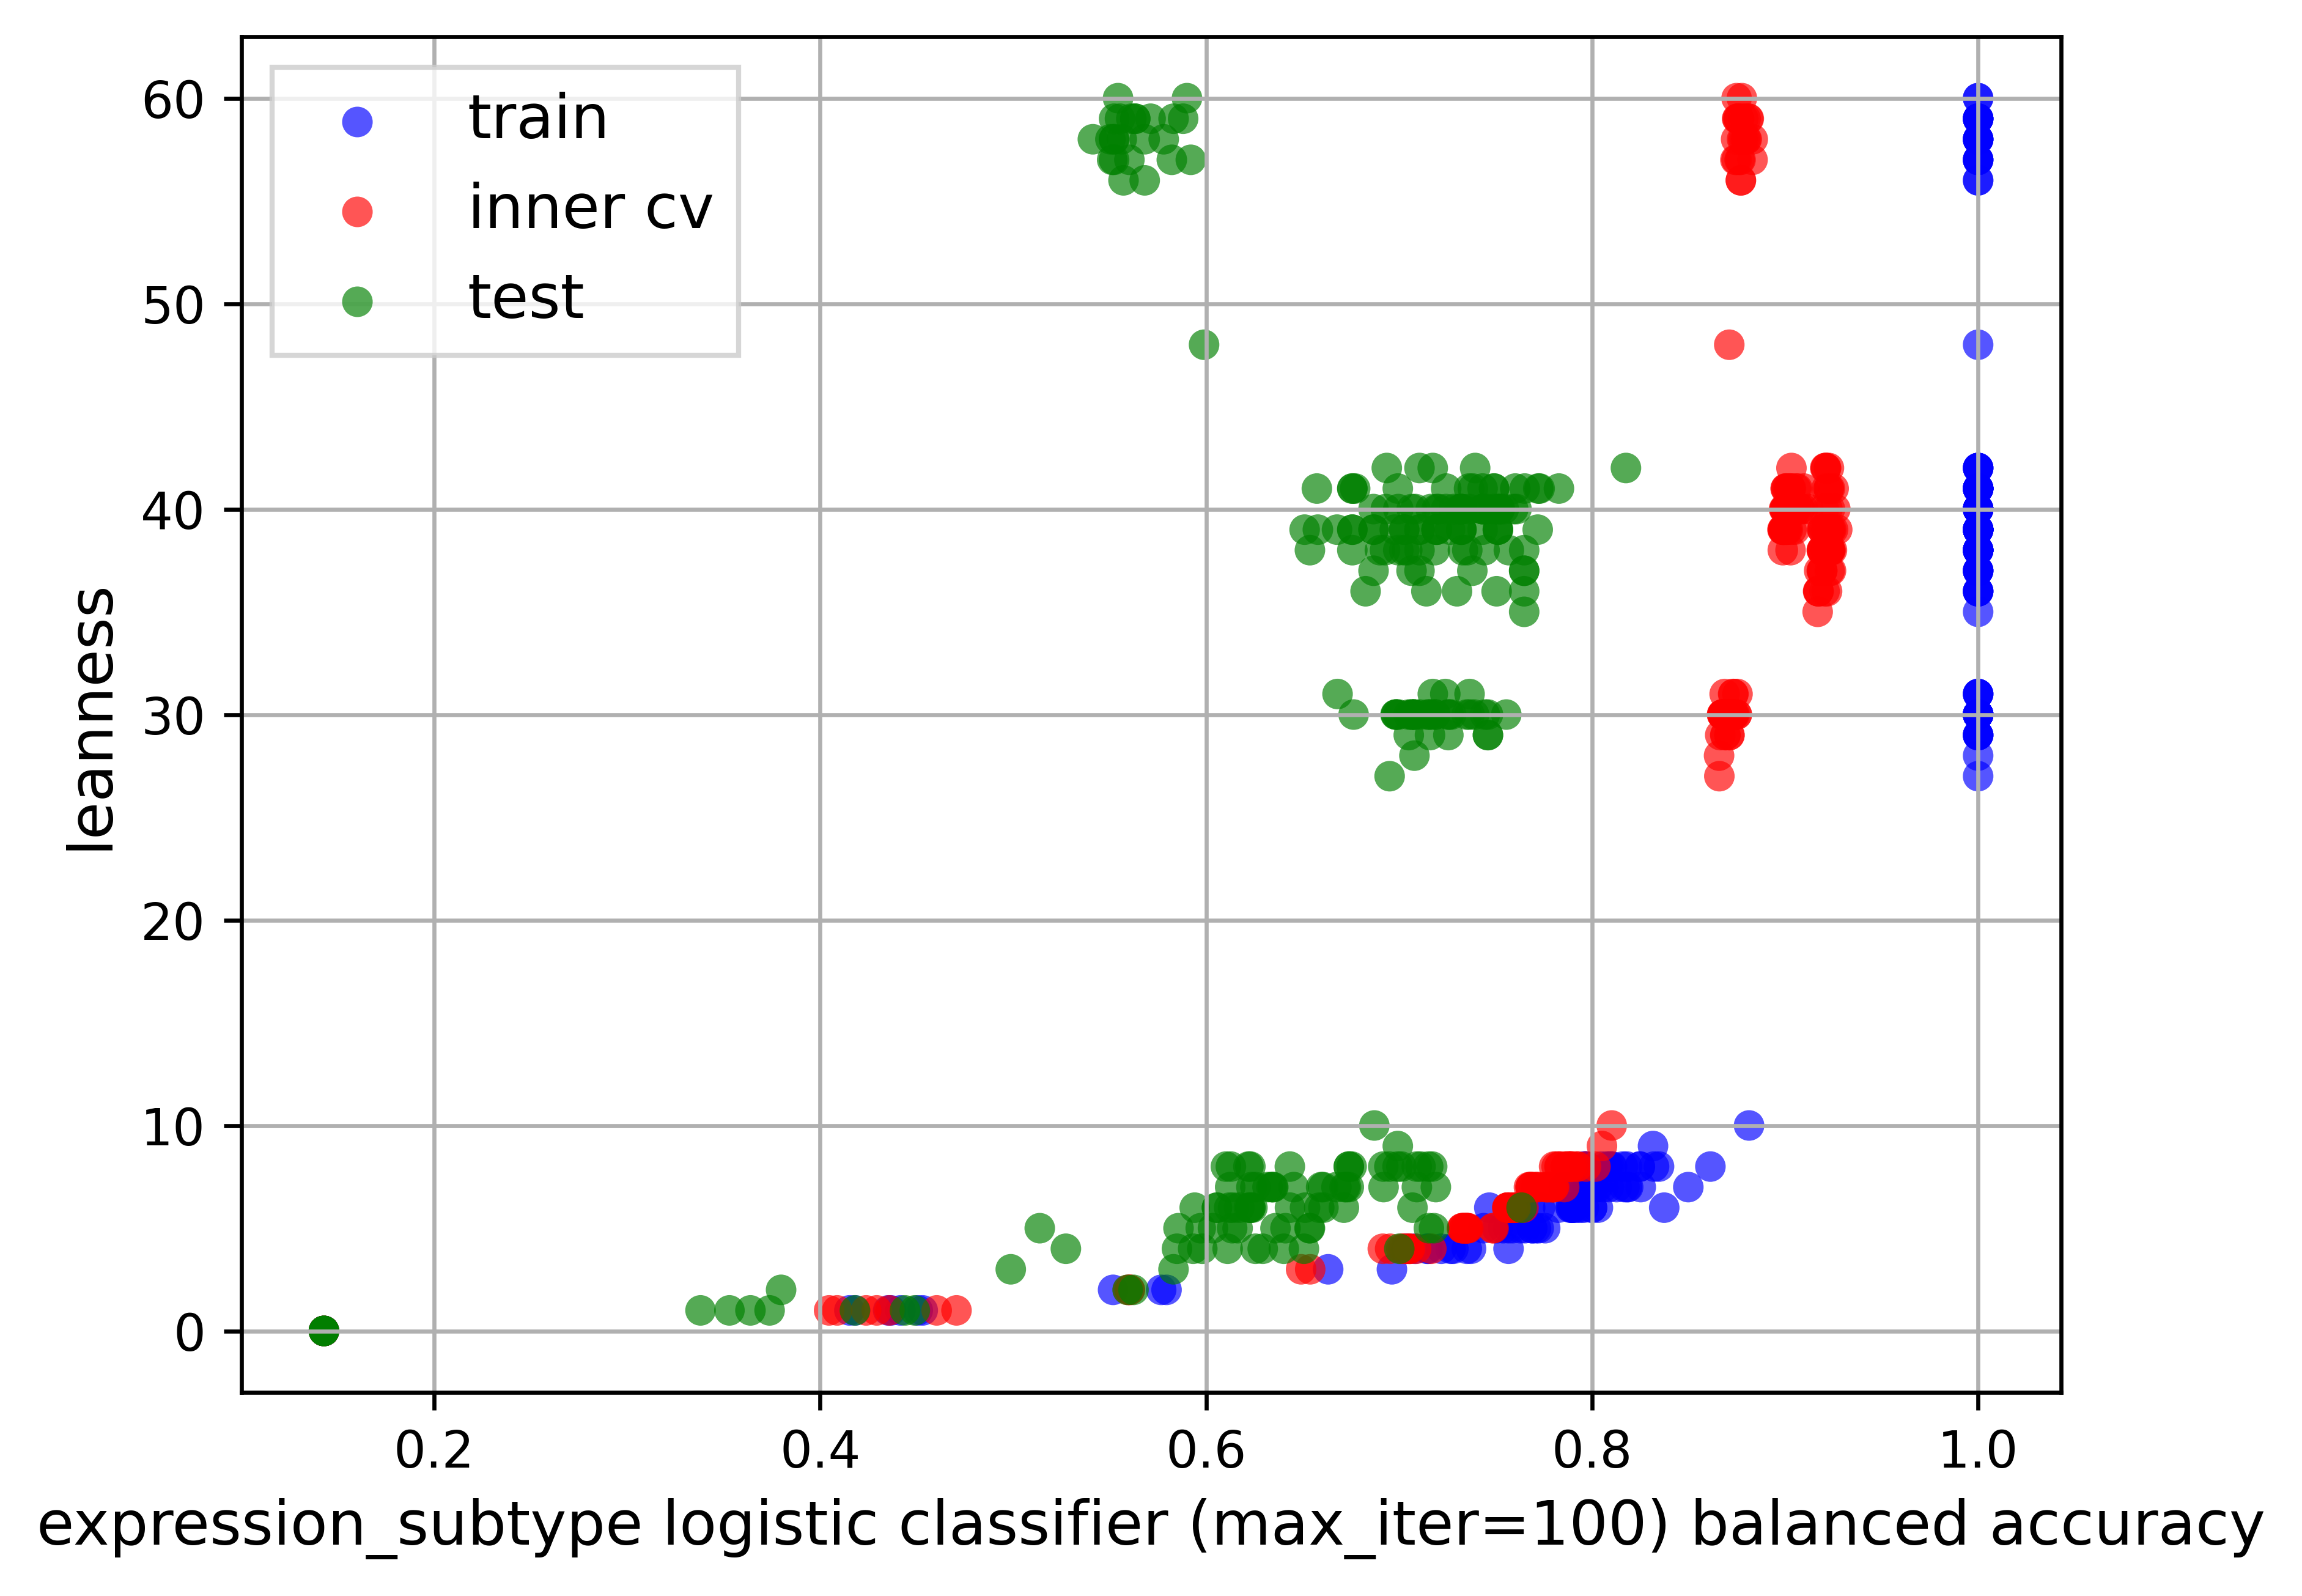 train
inner cv
test
60
50
40
30
20
10
0
leanness
0.2 0.4 0.6 0.8 1.0
expression_subtype logistic classifier (max_iter=100) balanced accuracy